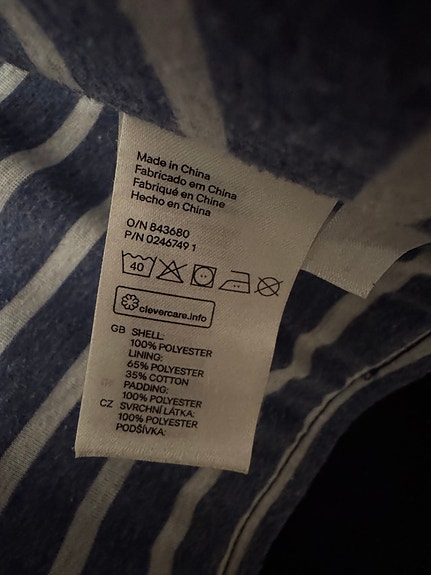 Made in China
Fabricado em China
Fabriqué en Chine
Hecho en China
O/N 843680
P/N 0246749 1
40
clevercare.info
GB SHELL:
100% POLYESTER
LINING:
65% POLYESTER
35% COTTON
PADDING:
100% POLYESTER
CZ SVRCHNÍ LÁTKA:
100% POLYESTER
PODŠÍVKA: